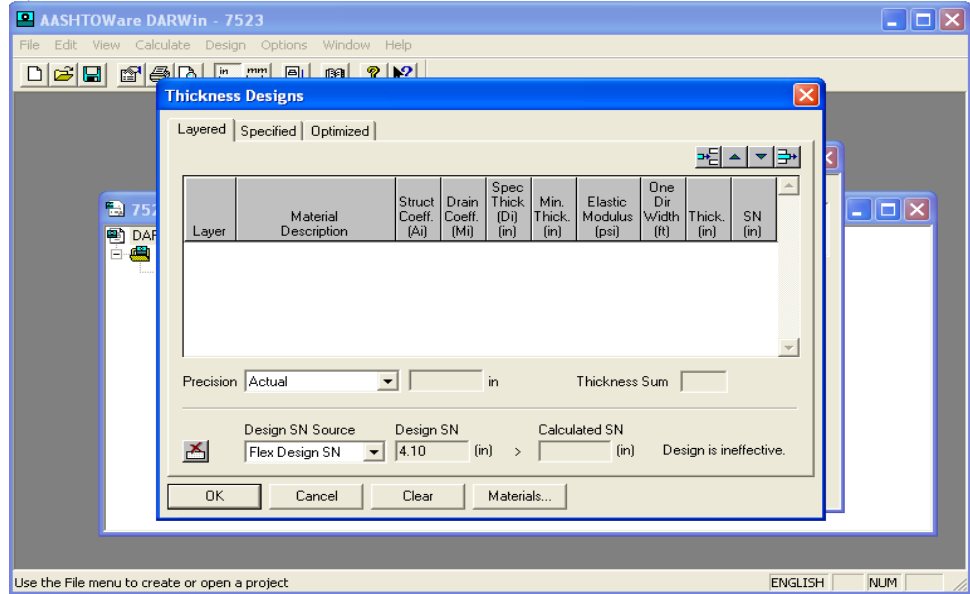 AASHTOWare DARWin - 7523
File Edit View Calculate Design Options Window Help
in mm
Thickness Designs
Layered Specified Optimized
Layer
Material
Description
Struct
Coeff.
(Ai)
Drain
Coeff.
(Mi)
Spec
Thick
(Di)
(in)
Min.
Thick.
(in)
Elastic
Modulus
(psi)
One
Dir
Width
(ft)
Thick.
(in)
SN
(in)
752
DAR
Precision Actual in Thickness Sum
Design SN Source Design SN Calculated SN
Flex Design SN 4.10 (in) > (in) Design is ineffective.
OK Cancel Clear Materials...
Use the File menu to create or open a project ENGLISH NUM